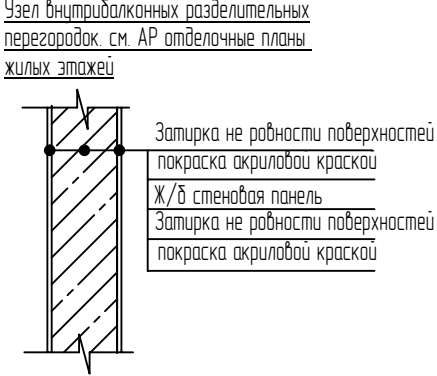 Узел внутрибалконных разделительных
перегородок. см. АР отделочные планы
жилых этажей
Затирка не ровности поверхностей
покраска акриловой краской
Ж/б стеновая панель
Затирка не ровности поверхностей
покраска акриловой краской